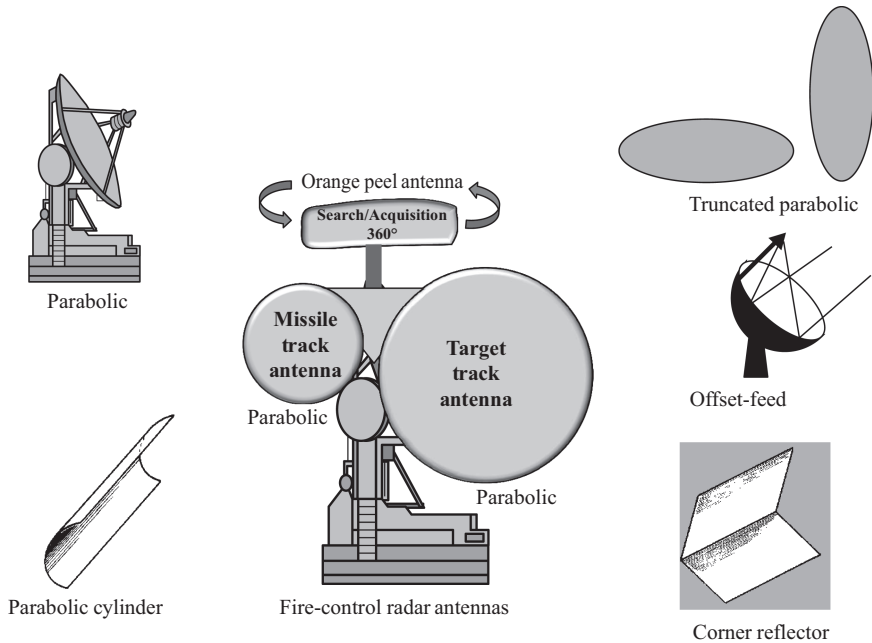 Parabolic
Orange peel antenna
Search/Acquisition
360°
Missile
track
antenna
Parabolic
Target
track
antenna
Parabolic
Fire-control radar antennas
Truncated parabolic
Offset-feed
Parabolic cylinder
Corner reflector